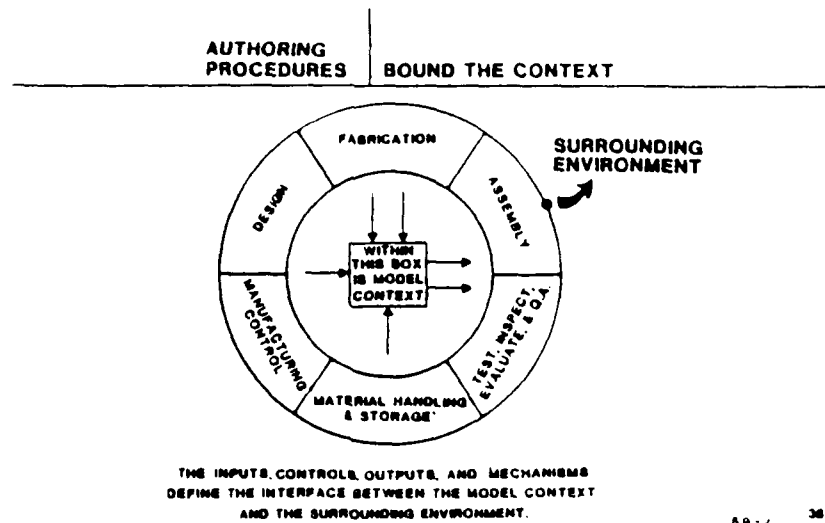 AUTHORING
PROCEDURES
BOUND THE CONTEXT
FABRICATION
SURROUNDING
ENVIRONMENT
DESIGN
ASSEMBLY
WITHIN
THIS BOX
IS MODEL
CONTEXT
MANUFACTURING
CONTROL
TEST, INSPECT,
EVALUATE, & Q.A.
MATERIAL HANDLING
& STORAGE
THE INPUTS, CONTROLS, OUTPUTS, AND MECHANISMS
DEFINE THE INTERFACE BETWEEN THE MODEL CONTEXT
AND THE SURROUNDING ENVIRONMENT.